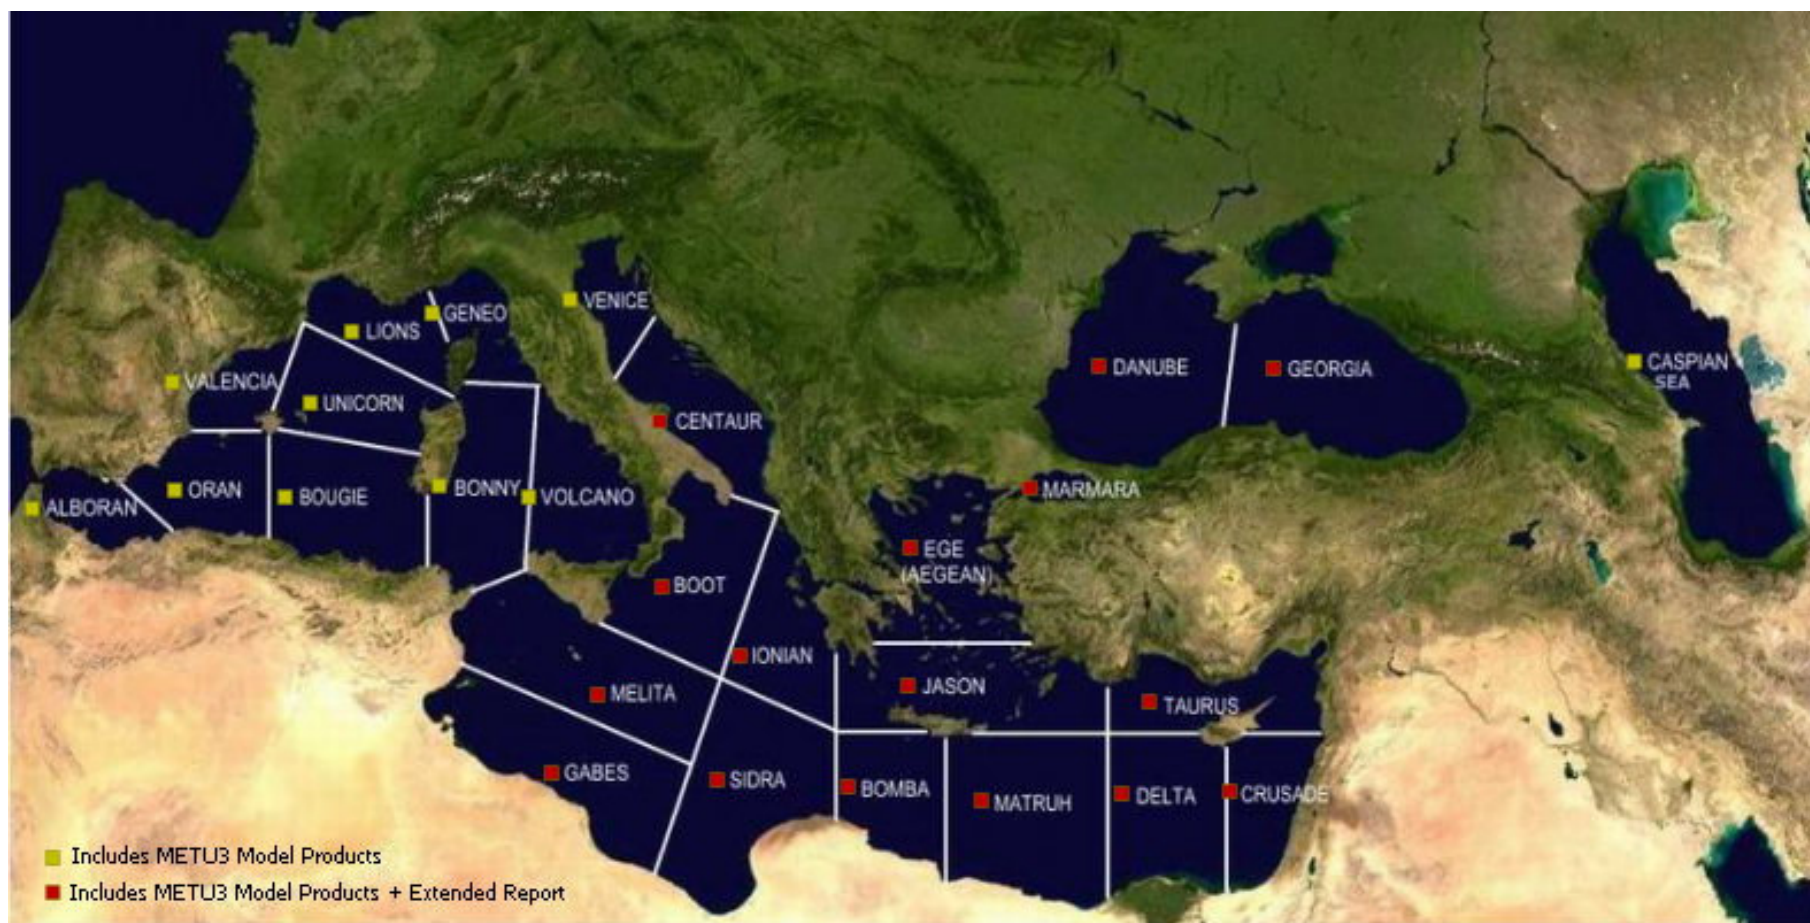 VENICE
GENEO
LIONS
CASPIAN
SEA
DANUBE
GEORGIA
VALENCIA
UNICORN
CENTAUR
ORAN
BOUGIE
BONNY
VOLCANO
MARMARA
ALBORAN
EGE
(AEGEAN)
BOOT
IONIAN
JASON
MELITA
TAURUS
GABES
SIDRA
BOMBA
MATRUH
DELTA
CRUSADE
Includes METU3 Model Products
Includes METU3 Model Products + Extended Report